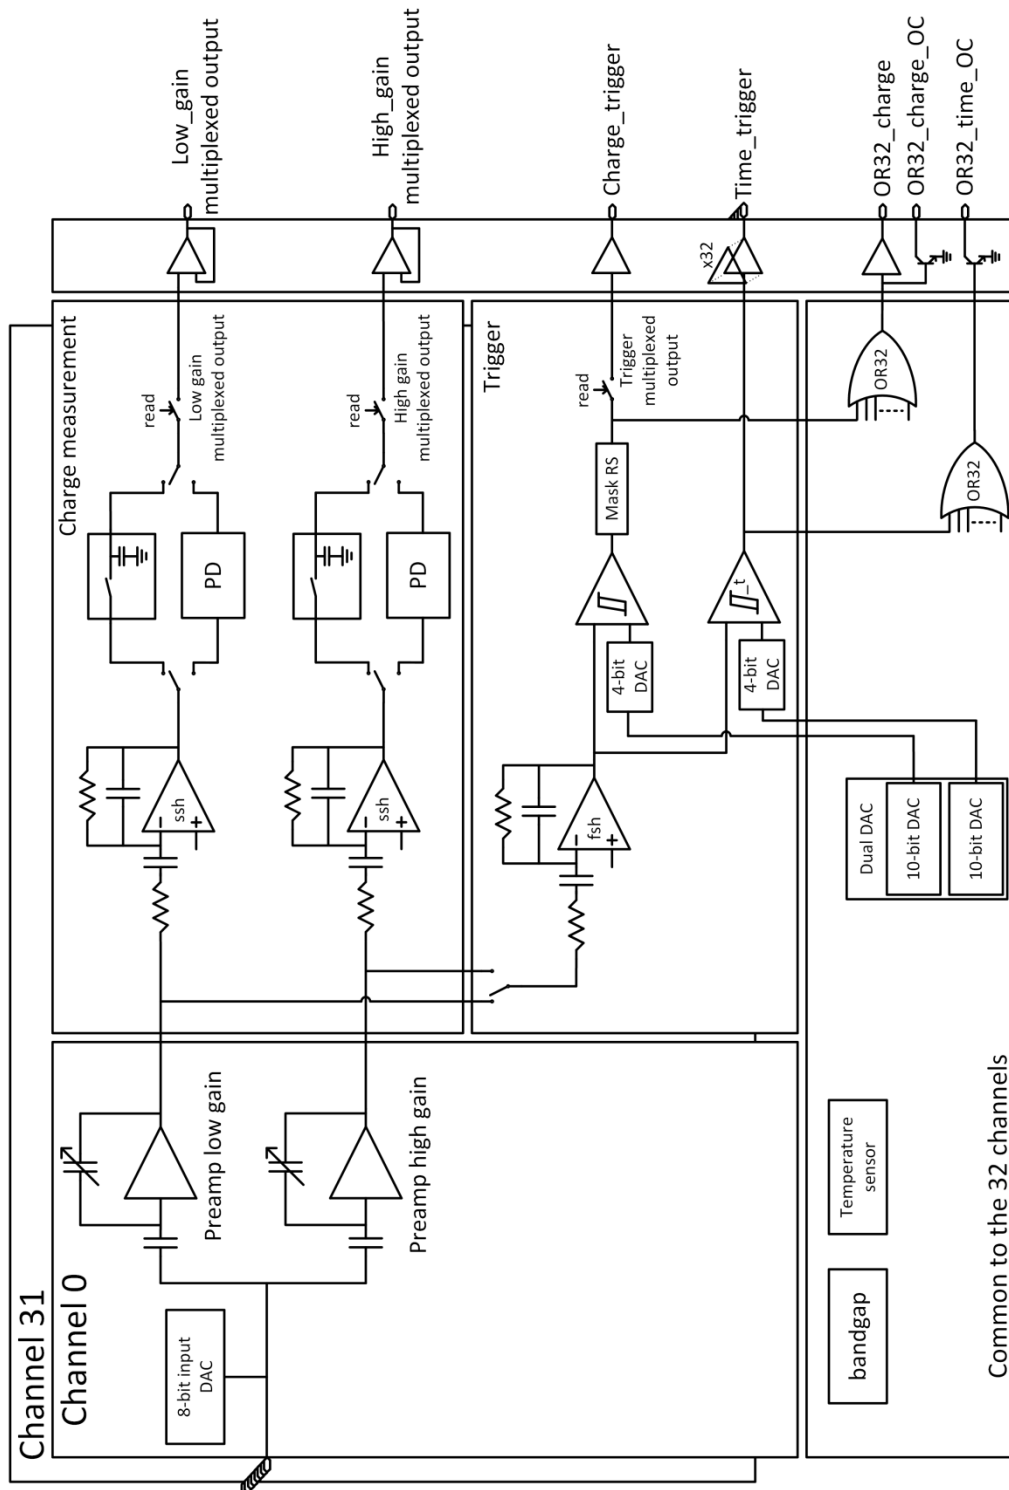 Channel 31
Channel 0
8-bit input
DAC
Preamp low gain
Preamp high gain
Charge measurement
ssh
PD
read
Low gain
multiplexed output
ssh
PD
read
High gain
multiplexed output
Trigger
fsh
4-bit
DAC
Mask RS
read
Trigger
multiplexed
output
4-bit
DAC
_t
x32
Low_gain
multiplexed output
High_gain
multiplexed output
Charge_trigger
Time_trigger
OR32_charge
OR32_charge_OC
OR32_time_OC
OR32
OR32
Dual DAC
10-bit DAC
10-bit DAC
Temperature
sensor
bandgap
Common to the 32 channels